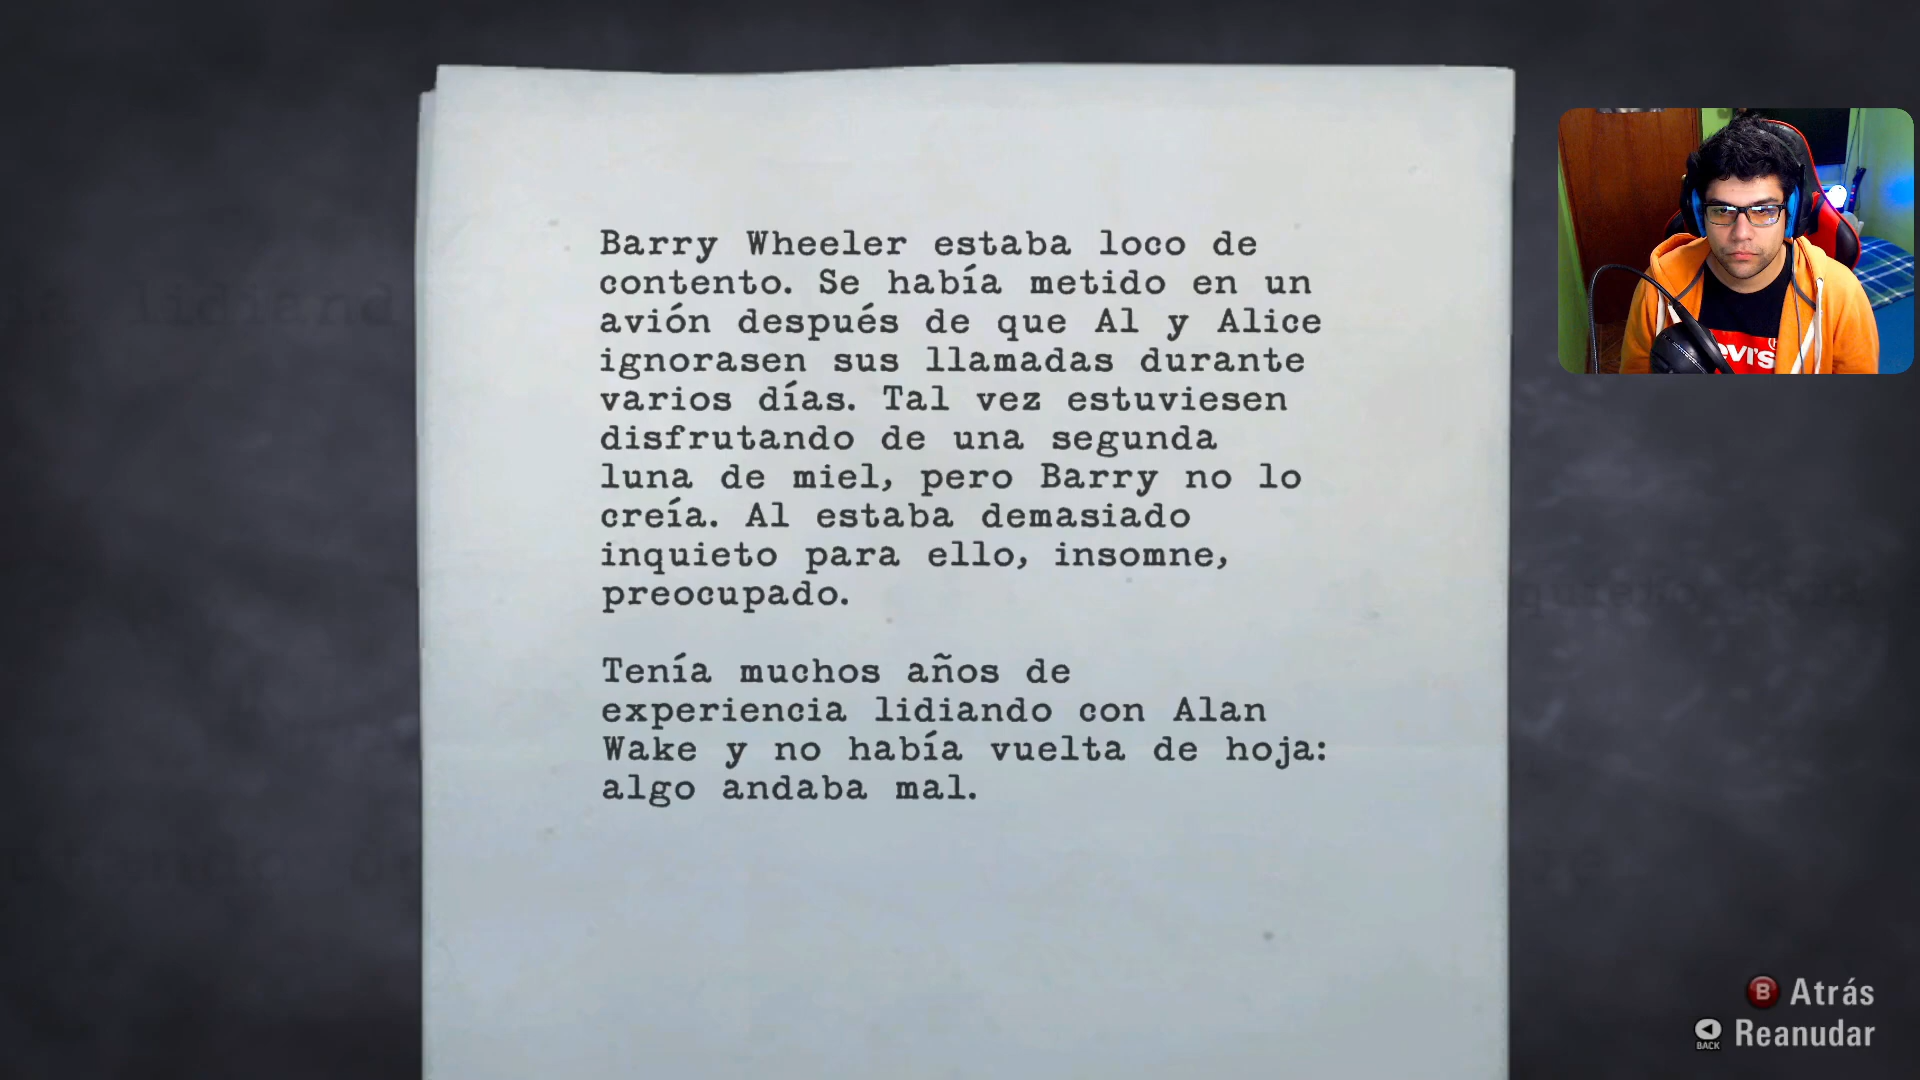 Barry Wheeler estaba loco de
contento. Se había metido en un
avión después de que Al y Alice
ignorasen sus llamadas durante
varios días. Tal vez estuviesen
disfrutando de una segunda
luna de miel, pero Barry no lo
creía. Al estaba demasiado
inquieto para ello, insomne,
preocupado.
Tenía muchos años de
experiencia lidiando con Alan
Wake y no había vuelta de hoja:
algo andaba mal.
evi's
B Atrás
BACK Reanudar